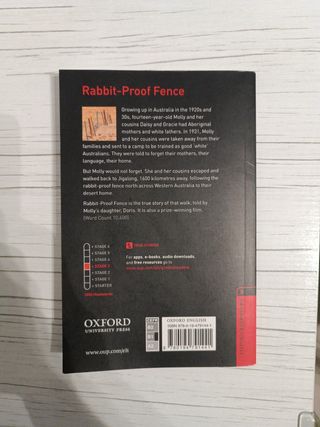 Rabbit-Proof Fence
Growing up in Australia in the 1920s and
30s, fourteen-year-old Molly and her
cousins Daisy and Gracie had Aboriginal
mothers and white fathers. In 1931, Molly
and her cousins were taken away from their
families and sent to a camp to be trained as good 'white'
Australians. They were told to forget their mothers, their
language, their home.
But Molly would not forget. She and her cousins escaped and
walked back to Jigalong, 1600 kilometres away, following the
rabbit-proof fence north across Western Australia to their
desert home.
Rabbit-Proof Fence is the true story of that walk, told by
Molly's daughter, Doris. It is also a prize-winning film.
(Word Count 10,600)
STAGE 6
STAGE 5
STAGE 4
STAGE 3
STAGE 2
STAGE 1
STARTER
TRUE STORIES
For apps, e-books, audio downloads,
and free resources go to
OXFORD
UNIVERSITY PRESS
www.oup.com/elt
CEFR
B2
B1
A2
OXFORD ENGLISH